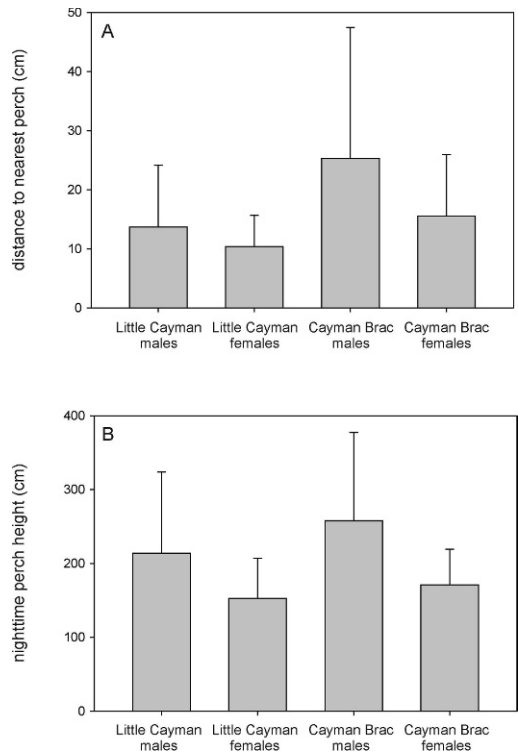 A
distance to nearest perch (cm)
50
40
30
20
10
0
Little Cayman Little Cayman Cayman Brac Cayman Brac
males females males females
B
nighttime perch height (cm)
400
300
200
100
0
Little Cayman Little Cayman Cayman Brac Cayman Brac
males females males females